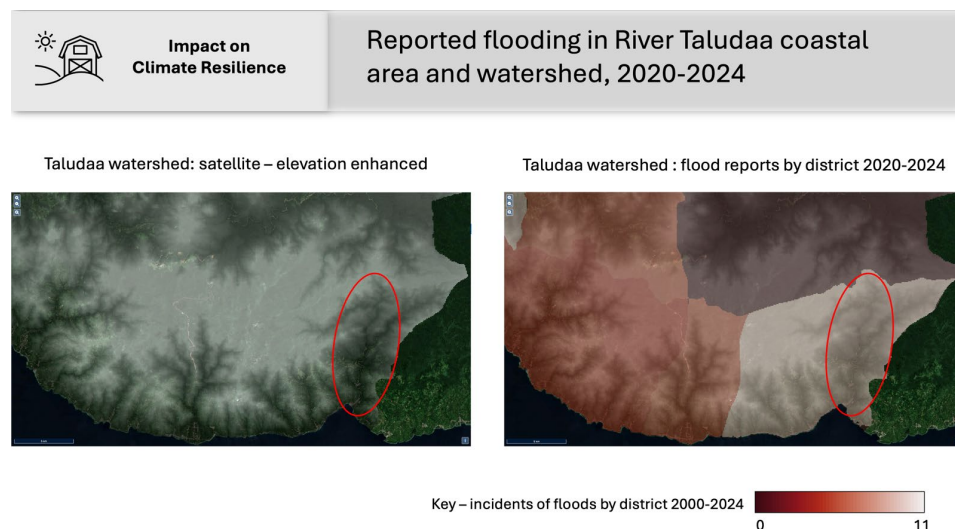 Impact on
Climate Resilience
Reported flooding in River Taludaa coastal
area and watershed, 2020-2024
Taludaa watershed: satellite – elevation enhanced
Taludaa watershed : flood reports by district 2020-2024
Key – incidents of floods by district 2000-2024
0
11